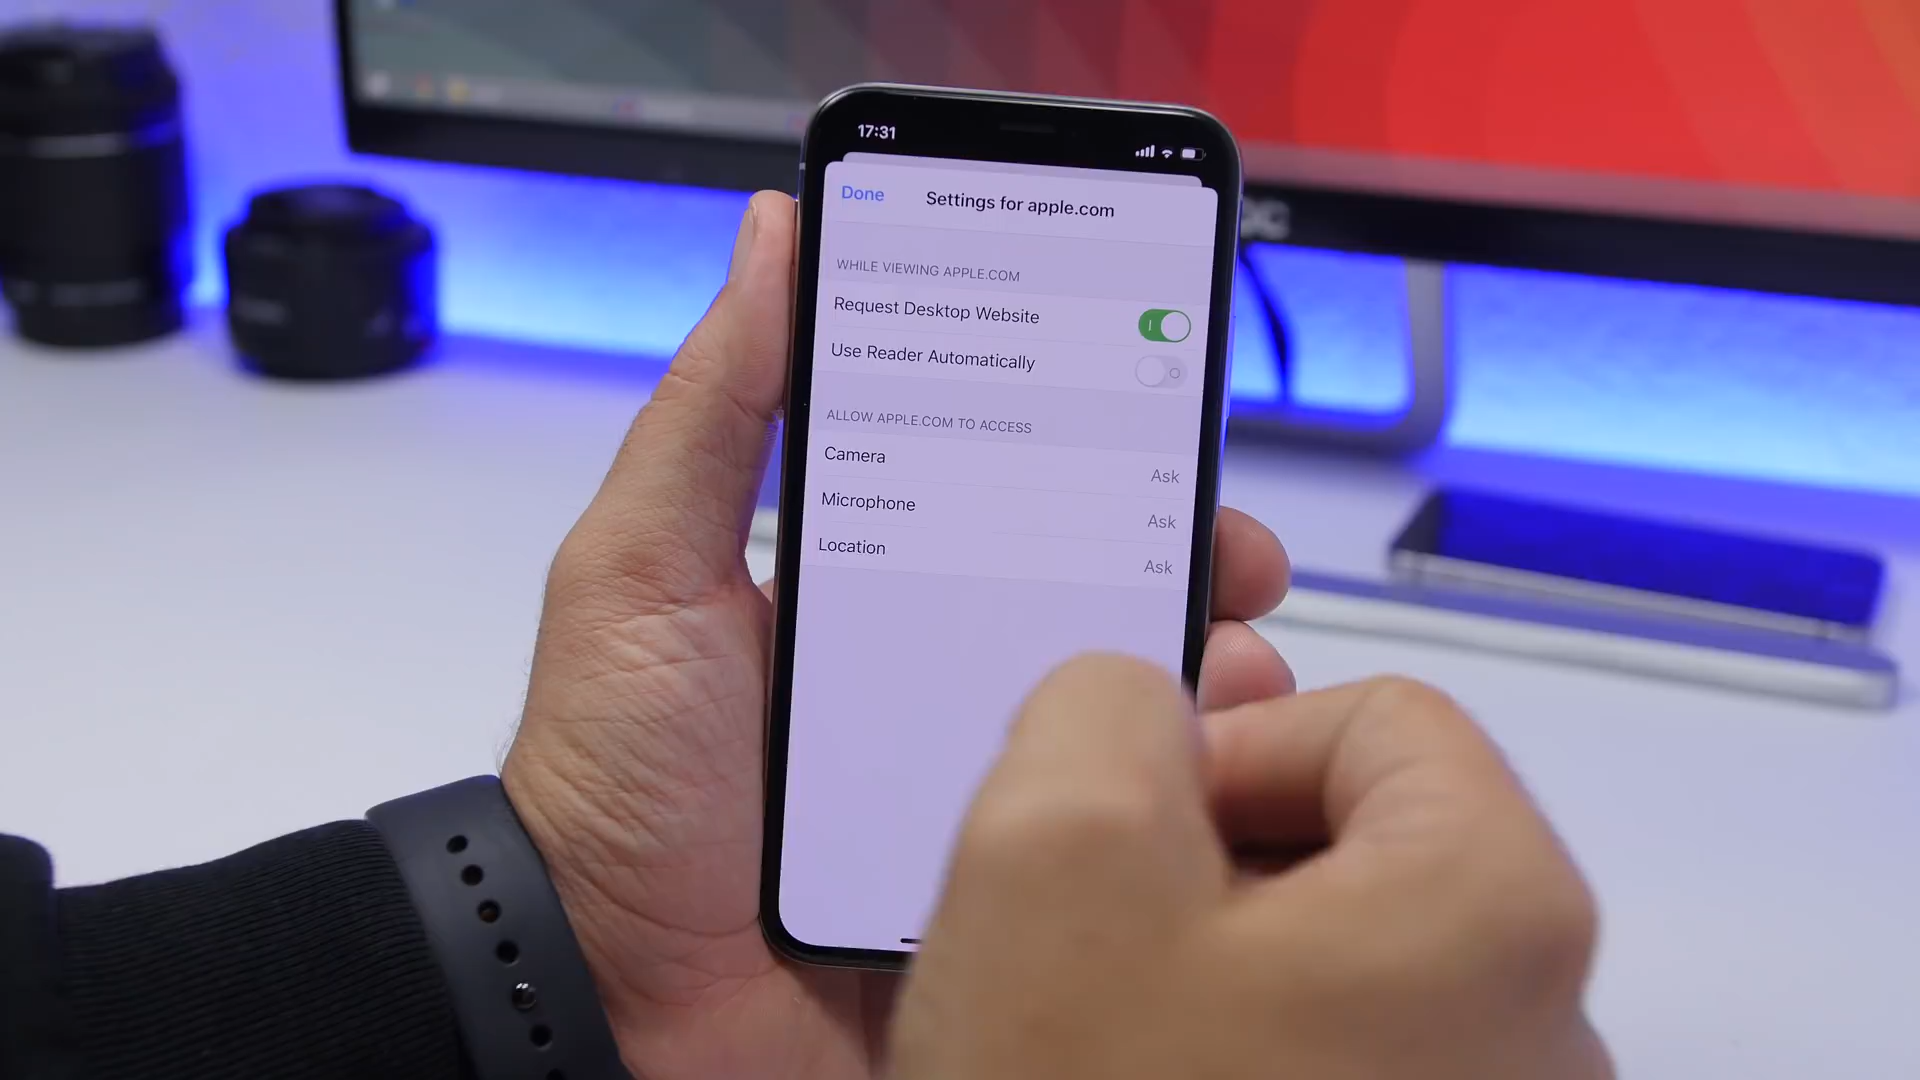 17:31
Done
Settings for apple.com
WHILE VIEWING APPLE.COM
Request Desktop Website
Use Reader Automatically
ALLOW APPLE.COM TO ACCESS
Camera
Ask
Microphone
Ask
Location
Ask